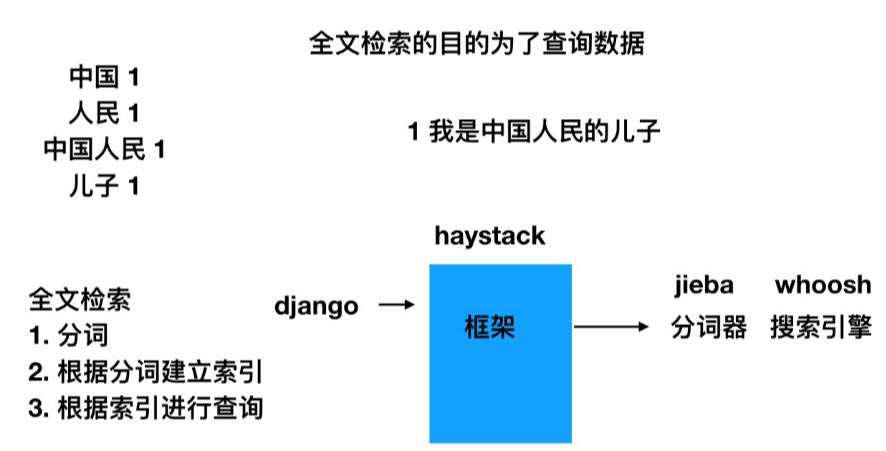 全文检索的目的为了查询数据
中国 1
人民 1
中国人民 1
儿子 1
1 我是中国人民的儿子
haystack
django
框架
jieba
whoosh
分词器
搜索引擎
全文检索
1. 分词
2. 根据分词建立索引
3. 根据索引进行查询